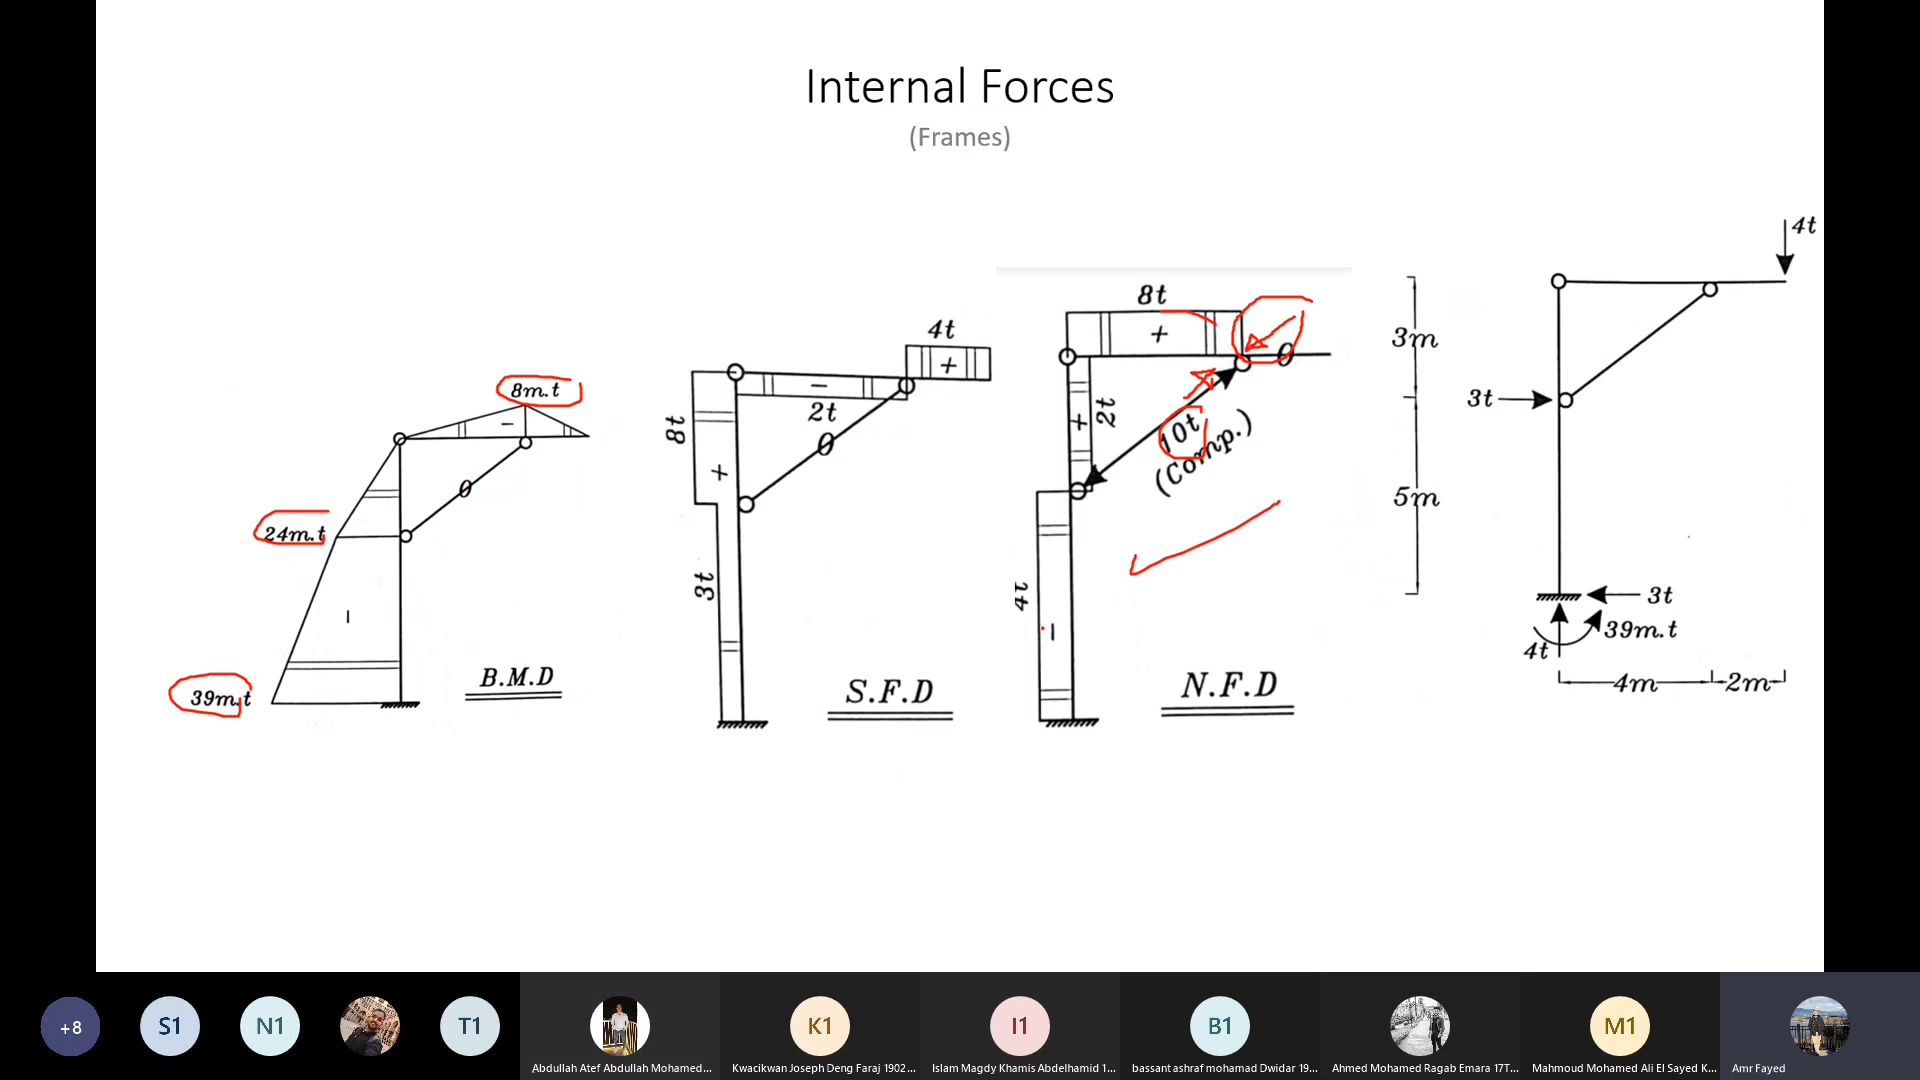 Internal Forces
(Frames)
8m.t
-
24m.t
0
-
39m.t
B.M.D
4t
+
-
2t
8t
0
+
3t
S.F.D
8t
+
0
2t
+
10t
(Comp.)
4t
-
N.F.D
4t
3m
3t
5m
3t
39m.t
4t
4m
2m
+8
S1
N1
T1
K1
I1
B1
M1
Abdullah Atef Abdullah Mohamed...
Kwacikwan Joseph Deng Faraj 1902...
Islam Magdy Khamis Abdelhamid 1...
bassant ashraf mohamad Dwidar 19...
Ahmed Mohamed Ragab Emara 17T...
Mahmoud Mohamed Ali El Sayed K...
Amr Fayed